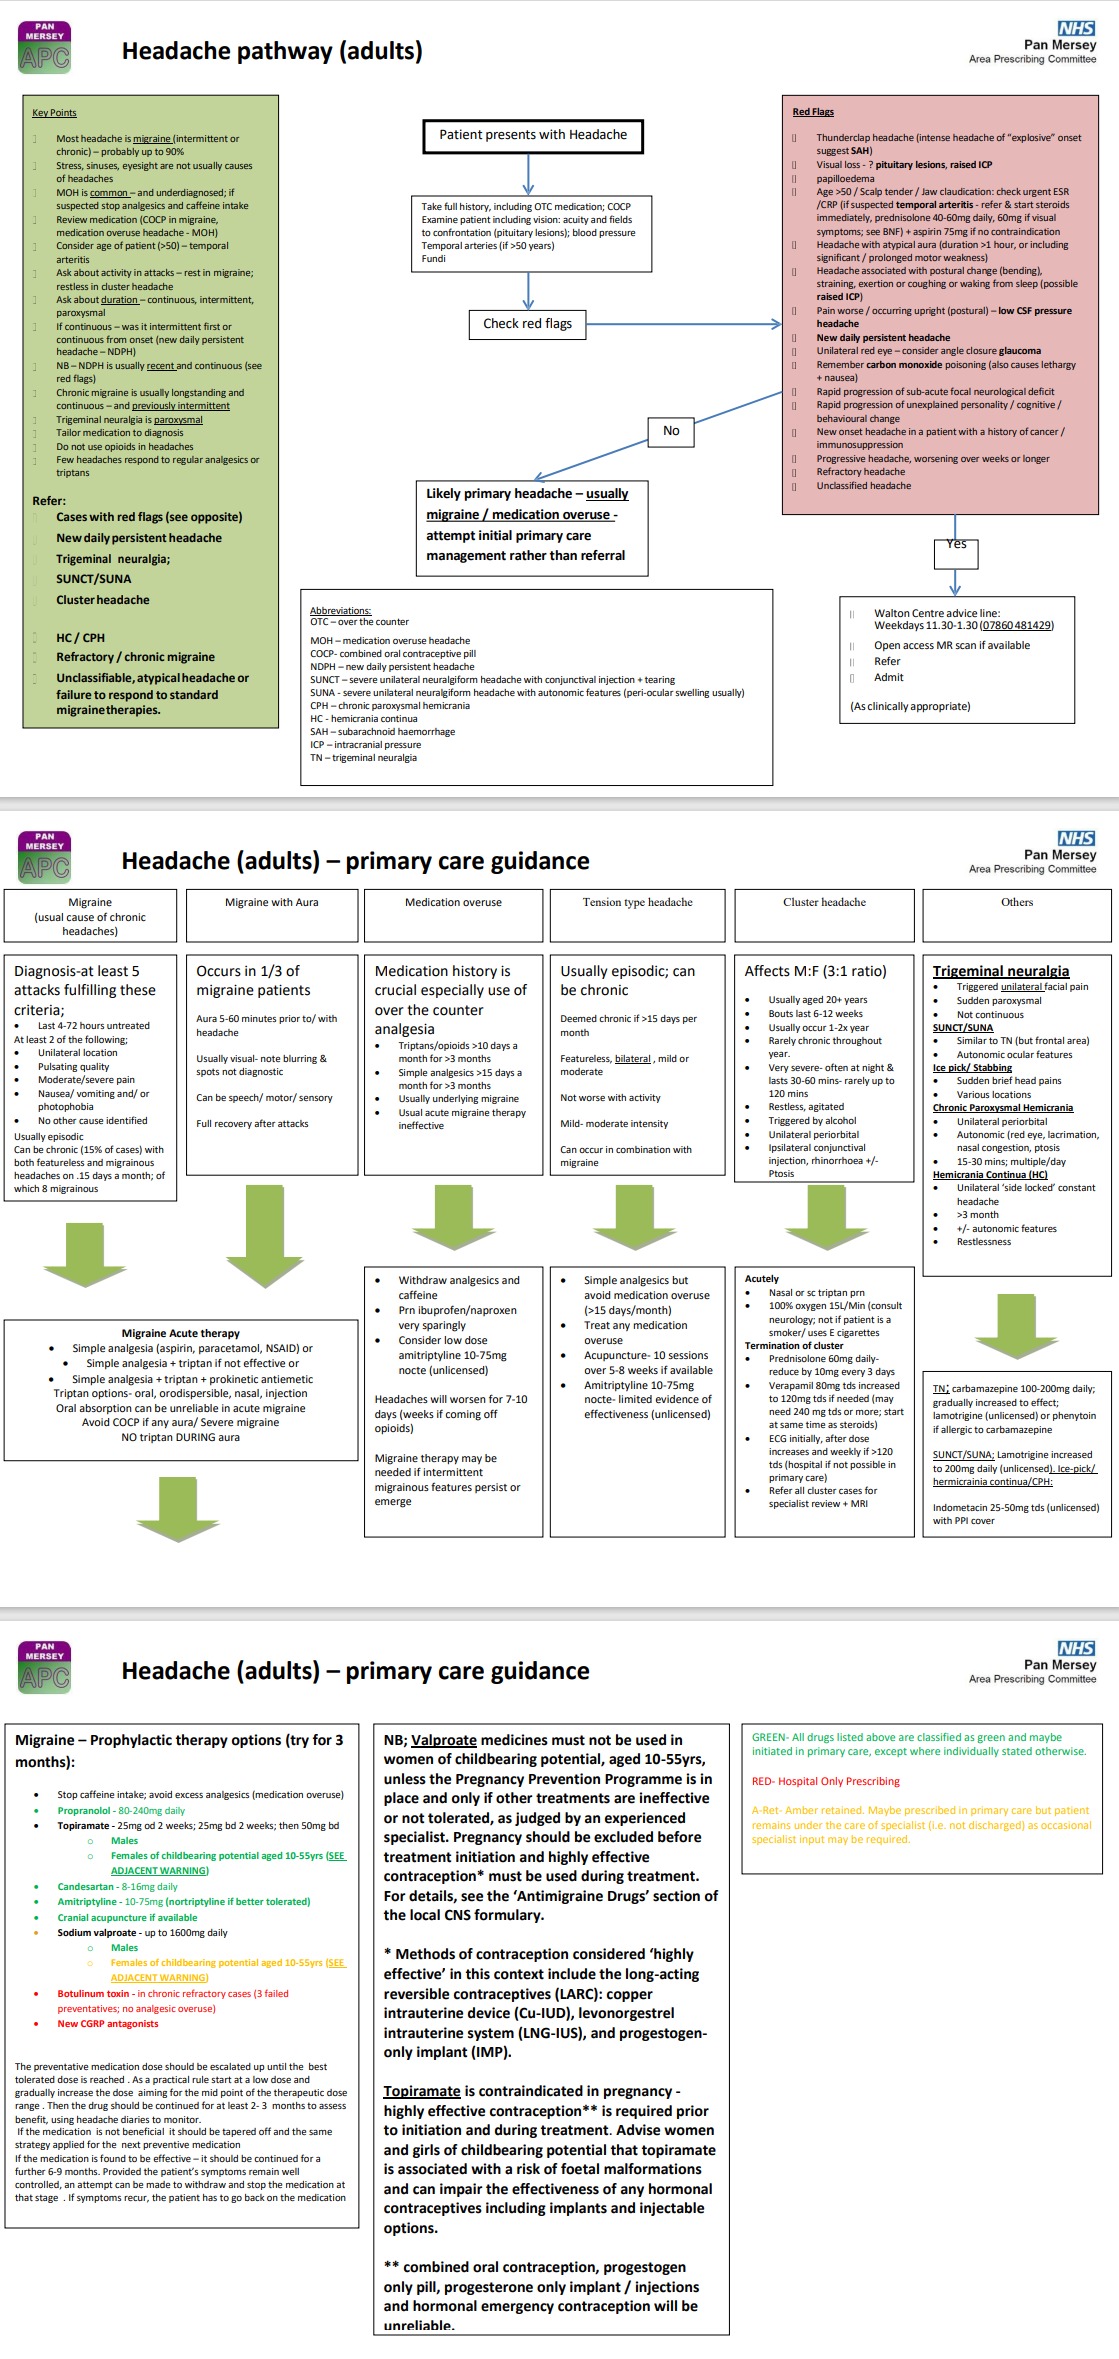 PAN
MERSEY
APC
Headache pathway (adults)
NHS
Pan Mersey
Area Prescribing Committee
Key Points
Most headache is migraine (intermittent or
chronic) – probably up to 90%
Stress, sinuses, eyesight are not usually causes
of headaches
MOH is common – and underdiagnosed; if
suspected stop analgesics and caffeine intake
Review medication (COCP in migraine,
medication overuse headache - MOH)
Consider age of patient (>50) – temporal
arteritis
Ask about activity in attacks – rest in migraine;
restless in cluster headache
Ask about duration – continuous, intermittent,
paroxysmal
If continuous – was it intermittent first or
continuous from onset (new daily persistent
headache – NDPH)
NB – NDPH is usually recent and continuous (see
red flags)
Chronic migraine is usually longstanding and
continuous – and previously intermittent
Trigeminal neuralgia is paroxysmal
Tailor medication to diagnosis
Do not use opioids in headaches
Few headaches respond to regular analgesics or
triptans
Refer:
Cases with red flags (see opposite)
New daily persistent headache
Trigeminal neuralgia;
SUNCT/SUNA
Cluster headache
HC / CPH
Refractory / chronic migraine
Unclassifiable, atypical headache or
failure to respond to standard
migraine therapies.
Patient presents with Headache
Take full history, including OTC medication; COCP
Examine patient including vision: acuity and fields
to confrontation (pituitary lesions); blood pressure
Temporal arteries (if >50 years)
Fundi
Check red flags
No
Likely primary headache – usually
migraine / medication overuse -
attempt initial primary care
management rather than referral
Abbreviations:
OTC – over the counter
MOH – medication overuse headache
COCP- combined oral contraceptive pill
NDPH – new daily persistent headache
SUNCT – severe unilateral neuralgiform headache with conjunctival injection + tearing
SUNA - severe unilateral neuralgiform headache with autonomic features (peri-ocular swelling usually)
CPH – chronic paroxysmal hemicrania
HC - hemicrania continua
SAH – subarachnoid haemorrhage
ICP – intracranial pressure
TN – trigeminal neuralgia
Red Flags
Thunderclap headache (intense headache of “explosive” onset
suggest SAH)
Visual loss - ? pituitary lesions, raised ICP
papilloedema
Age >50 / Scalp tender / Jaw claudication: check urgent ESR
/CRP (if suspected temporal arteritis - refer & start steroids
immediately, prednisolone 40-60mg daily, 60mg if visual
symptoms; see BNF) + aspirin 75mg if no contraindication
Headache with atypical aura (duration >1 hour, or including
significant / prolonged motor weakness)
Headache associated with postural change (bending),
straining, exertion or coughing or waking from sleep (possible
raised ICP)
Pain worse / occurring upright (postural) – low CSF pressure
headache
New daily persistent headache
Unilateral red eye – consider angle closure glaucoma
Remember carbon monoxide poisoning (also causes lethargy
+ nausea)
Rapid progression of sub-acute focal neurological deficit
Rapid progression of unexplained personality / cognitive /
behavioural change
New onset headache in a patient with a history of cancer /
immunosuppression
Progressive headache, worsening over weeks or longer
Refractory headache
Unclassified headache
Yes
Walton Centre advice line:
Weekdays 11.30-1.30 (07860 481429)
Open access MR scan if available
Refer
Admit
(As clinically appropriate)
PAN
MERSEY
APC
Headache (adults) – primary care guidance
NHS
Pan Mersey
Area Prescribing Committee
Migraine
(usual cause of chronic
headaches)
Diagnosis-at least 5
attacks fulfilling these
criteria;
• Last 4-72 hours untreated
At least 2 of the following;
• Unilateral location
• Pulsating quality
• Moderate/severe pain
• Nausea/ vomiting and/ or
photophobia
• No other cause identified
Usually episodic
Can be chronic (15% of cases) with
both featureless and migrainous
headaches on .15 days a month; of
which 8 migrainous
Migraine with Aura
Occurs in 1/3 of
migraine patients
Aura 5-60 minutes prior to/ with
headache
Usually visual- note blurring &
spots not diagnostic
Can be speech/ motor/ sensory
Full recovery after attacks
Migraine Acute therapy
• Simple analgesia (aspirin, paracetamol, NSAID) or
• Simple analgesia + triptan if not effective or
• Simple analgesia + triptan + prokinetic antiemetic
Triptan options- oral, orodispersible, nasal, injection
Oral absorption can be unreliable in acute migraine
Avoid COCP if any aura/ Severe migraine
NO triptan DURING aura
Medication overuse
Medication history is
crucial especially use of
over the counter
analgesia
• Triptans/opioids >10 days a
month for >3 months
• Simple analgesics >15 days a
month for >3 months
• Usually underlying migraine
• Usual acute migraine therapy
ineffective
• Withdraw analgesics and
caffeine
• Prn ibuprofen/naproxen
very sparingly
• Consider low dose
amitriptyline 10-75mg
nocte (unlicensed)
Headaches will worsen for 7-10
days (weeks if coming off
opioids)
Migraine therapy may be
needed if intermittent
migrainous features persist or
emerge
Tension type headache
Usually episodic; can
be chronic
Deemed chronic if >15 days per
month
Featureless, bilateral , mild or
moderate
Not worse with activity
Mild- moderate intensity
Can occur in combination with
migraine
• Simple analgesics but
avoid medication overuse
(>15 days/month)
• Treat any medication
overuse
• Acupuncture- 10 sessions
over 5-8 weeks if available
• Amitriptyline 10-75mg
nocte- limited evidence of
effectiveness (unlicensed)
Cluster headache
Affects M:F (3:1 ratio)
• Usually aged 20+ years
• Bouts last 6-12 weeks
• Usually occur 1-2x year
• Rarely chronic throughout
year.
• Very severe- often at night &
lasts 30-60 mins- rarely up to
120 mins
• Restless, agitated
• Triggered by alcohol
• Unilateral periorbital
• Ipsilateral conjunctival
injection, rhinorrhoea +/-
Ptosis
Acutely
• Nasal or sc triptan prn
• 100% oxygen 15L/Min (consult
neurology; not if patient is a
smoker/ uses E cigarettes
Termination of cluster
• Prednisolone 60mg daily-
reduce by 10mg every 3 days
• Verapamil 80mg tds increased
to 120mg tds if needed (may
need 240 mg tds or more; start
at same time as steroids)
• ECG initially, after dose
increases and weekly if >120
tds (hospital if not possible in
primary care)
• Refer all cluster cases for
specialist review + MRI
Others
Trigeminal neuralgia
• Triggered unilateral facial pain
• Sudden paroxysmal
• Not continuous
SUNCT/SUNA
• Similar to TN (but frontal area)
• Autonomic ocular features
Ice pick/ Stabbing
• Sudden brief head pains
• Various locations
Chronic Paroxysmal Hemicrania
• Unilateral periorbital
• Autonomic (red eye, lacrimation,
nasal congestion, ptosis
• 15-30 mins; multiple/day
Hemicrania Continua (HC)
• Unilateral ‘side locked’ constant
headache
• >3 month
• +/- autonomic features
• Restlessness
TN; carbamazepine 100-200mg daily;
gradually increased to effect;
lamotrigine (unlicensed) or phenytoin
if allergic to carbamazepine
SUNCT/SUNA; Lamotrigine increased
to 200mg daily (unlicensed). Ice-pick/
hermicrainia continua/CPH:
Indometacin 25-50mg tds (unlicensed)
with PPI cover
PAN
MERSEY
APC
Headache (adults) – primary care guidance
NHS
Pan Mersey
Area Prescribing Committee
Migraine – Prophylactic therapy options (try for 3
months):
• Stop caffeine intake; avoid excess analgesics (medication overuse)
• Propranolol - 80-240mg daily
• Topiramate - 25mg od 2 weeks; 25mg bd 2 weeks; then 50mg bd
o Males
o Females of childbearing potential aged 10-55yrs (SEE
ADJACENT WARNING)
• Candesartan - 8-16mg daily
• Amitriptyline - 10-75mg (nortriptyline if better tolerated)
• Cranial acupuncture if available
• Sodium valproate - up to 1600mg daily
o Males
o Females of childbearing potential aged 10-55yrs (SEE
ADJACENT WARNING)
• Botulinum toxin - in chronic refractory cases (3 failed
preventatives; no analgesic overuse)
• New CGRP antagonists
The preventative medication dose should be escalated up until the best
tolerated dose is reached . As a practical rule start at a low dose and
gradually increase the dose aiming for the mid point of the therapeutic dose
range . Then the drug should be continued for at least 2- 3 months to assess
benefit, using headache diaries to monitor.
If the medication is not beneficial it should be tapered off and the same
strategy applied for the next preventive medication
If the medication is found to be effective – it should be continued for a
further 6-9 months. Provided the patient’s symptoms remain well
controlled, an attempt can be made to withdraw and stop the medication at
that stage . If symptoms recur, the patient has to go back on the medication
NB; Valproate medicines must not be used in
women of childbearing potential, aged 10-55yrs,
unless the Pregnancy Prevention Programme is in
place and only if other treatments are ineffective
or not tolerated, as judged by an experienced
specialist. Pregnancy should be excluded before
treatment initiation and highly effective
contraception* must be used during treatment.
For details, see the ‘Antimigraine Drugs’ section of
the local CNS formulary.
* Methods of contraception considered ‘highly
effective’ in this context include the long-acting
reversible contraceptives (LARC): copper
intrauterine device (Cu-IUD), levonorgestrel
intrauterine system (LNG-IUS), and progestogen-
only implant (IMP).
Topiramate is contraindicated in pregnancy -
highly effective contraception** is required prior
to initiation and during treatment. Advise women
and girls of childbearing potential that topiramate
is associated with a risk of foetal malformations
and can impair the effectiveness of any hormonal
contraceptives including implants and injectable
options.
** combined oral contraception, progestogen
only pill, progesterone only implant / injections
and hormonal emergency contraception will be
unreliable.
GREEN- All drugs listed above are classified as green and maybe
initiated in primary care, except where individually stated otherwise.
RED- Hospital Only Prescribing
A-Ret- Amber retained. Maybe prescribed in primary care but patient
remains under the care of specialist (i.e. not discharged) as occasional
specialist input may be required.